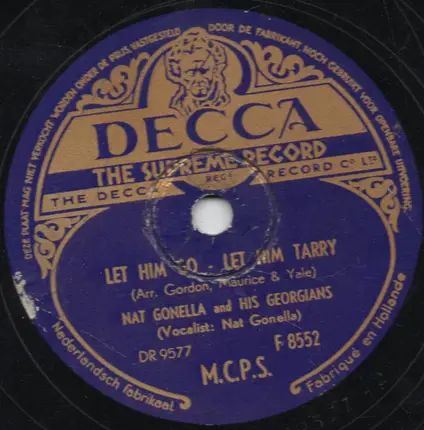 DEZE PLAAT MAG NIET VERKOCHT WORDEN ONDER DE PRIJS VASTGESTELD DOOR DE FABRIKANT, NOCH GEBRUIKT VOOR OPENBARE UITVOERING.
DECCA
THE SUPREME RECORD
THE DECCA RECORD CO LTD
REGD
LET HIM GO - LET HIM TARRY
(Arr. Gordon, Maurice & Yale)
NAT GONELLA and HIS GEORGIANS
(Vocalist: Nat Gonella)
DR 9577
F 8552
M.C.P.S.
Nederlandsch fabrikaat
Fabriqué en Hollande